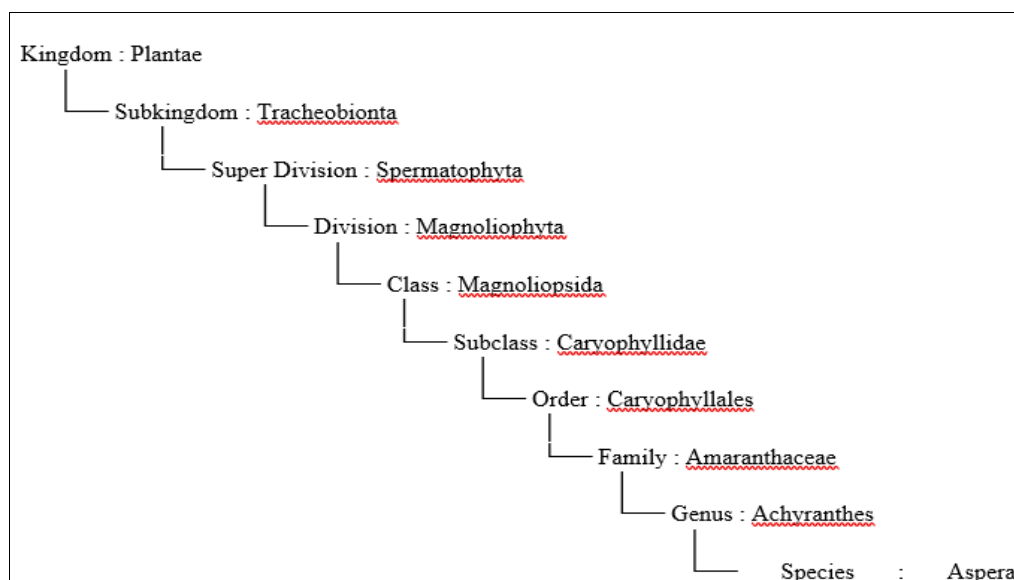 Kingdom : Plantae
Subkingdom : Tracheobionta
Super Division : Spermatophyta
Division : Magnoliophyta
Class : Magnoliopsida
Subclass : Caryophyllidae
Order : Caryophyllales
Family : Amaranthaceae
Genus : Achyranthes
Species : Aspera